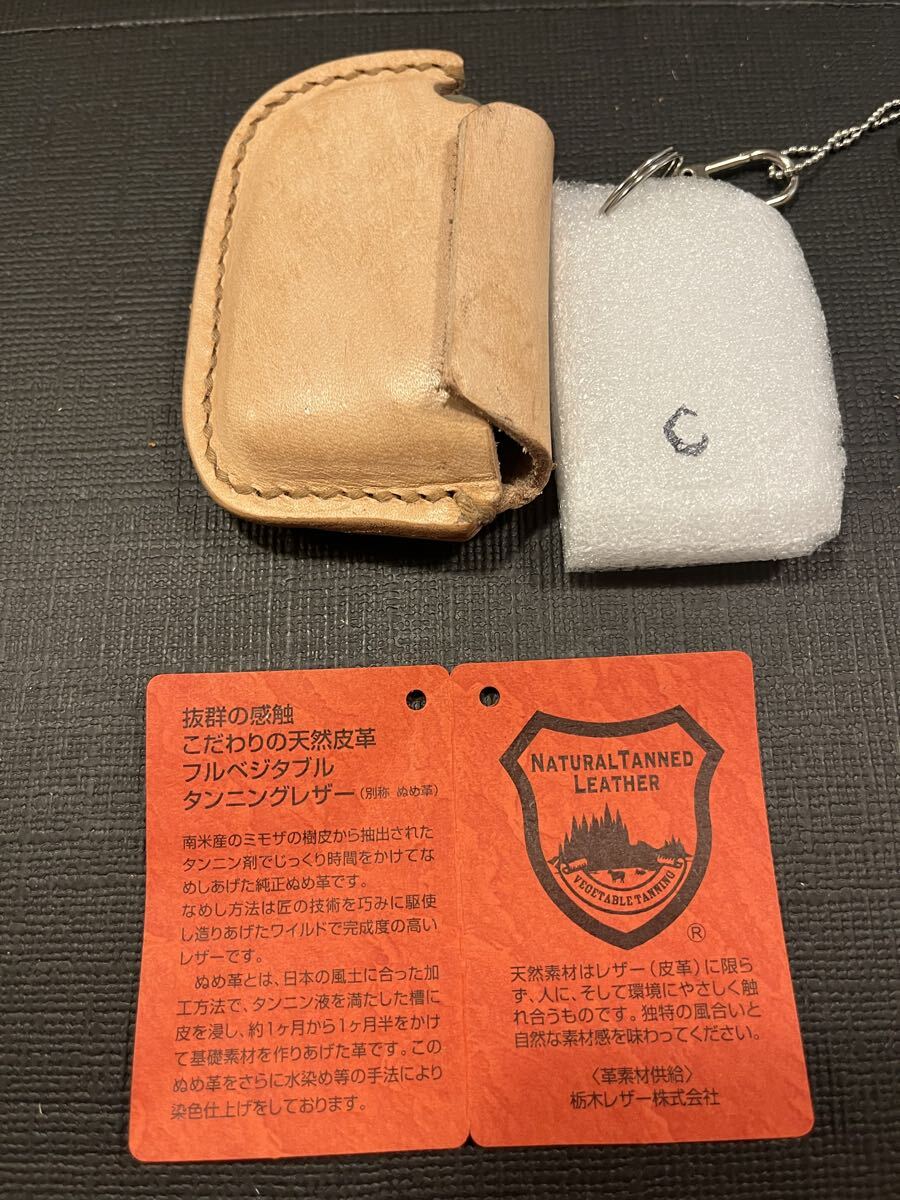 C
抜群の感触
こだわりの天然皮革
フルベジタブル
タンニングレザー（別称 ぬめ革）
南米産のミモザの樹皮から抽出された
タンニン剤でじっくり時間をかけてな
めしあげた純正ぬめ革です。
なめし方法は匠の技術を巧みに駆使
し造りあげたワイルドで完成度の高い
レザーです。
ぬめ革とは、日本の風土に合った加
工方法で、タンニン液を満たした槽に
皮を浸し、約1ヶ月から1ヶ月半をかけ
て基礎素材を作りあげた革です。この
ぬめ革をさらに水染め等の手法により
染色仕上げをしております。
NATURAL TANNED
LEATHER
VEGETABLE TANNING
®
天然素材はレザー（皮革）に限ら
ず、人に、そして環境にやさしく触
れ合うものです。独特の風合いと
自然な素材感を味わってください。
〈革素材供給〉
栃木レザー株式会社